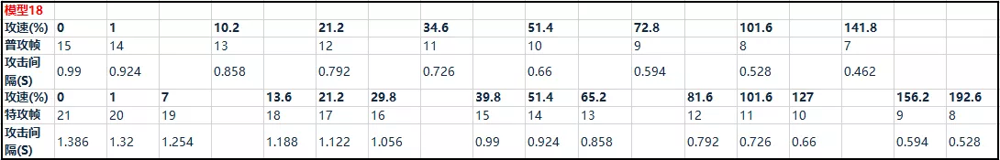 模型18
攻速(%) 0 1 10.2 21.2 34.6 51.4 72.8 101.6 141.8
普攻帧 15 14 13 12 11 10 9 8 7
攻击间
隔(S) 0.99 0.924 0.858 0.792 0.726 0.66 0.594 0.528 0.462
攻速(%) 0 1 7 13.6 21.2 29.8 39.8 51.4 65.2 81.6 101.6 127 156.2 192.6
特攻帧 21 20 19 18 17 16 15 14 13 12 11 10 9 8
攻击间
隔(S) 1.386 1.32 1.254 1.188 1.122 1.056 0.99 0.924 0.858 0.792 0.726 0.66 0.594 0.528